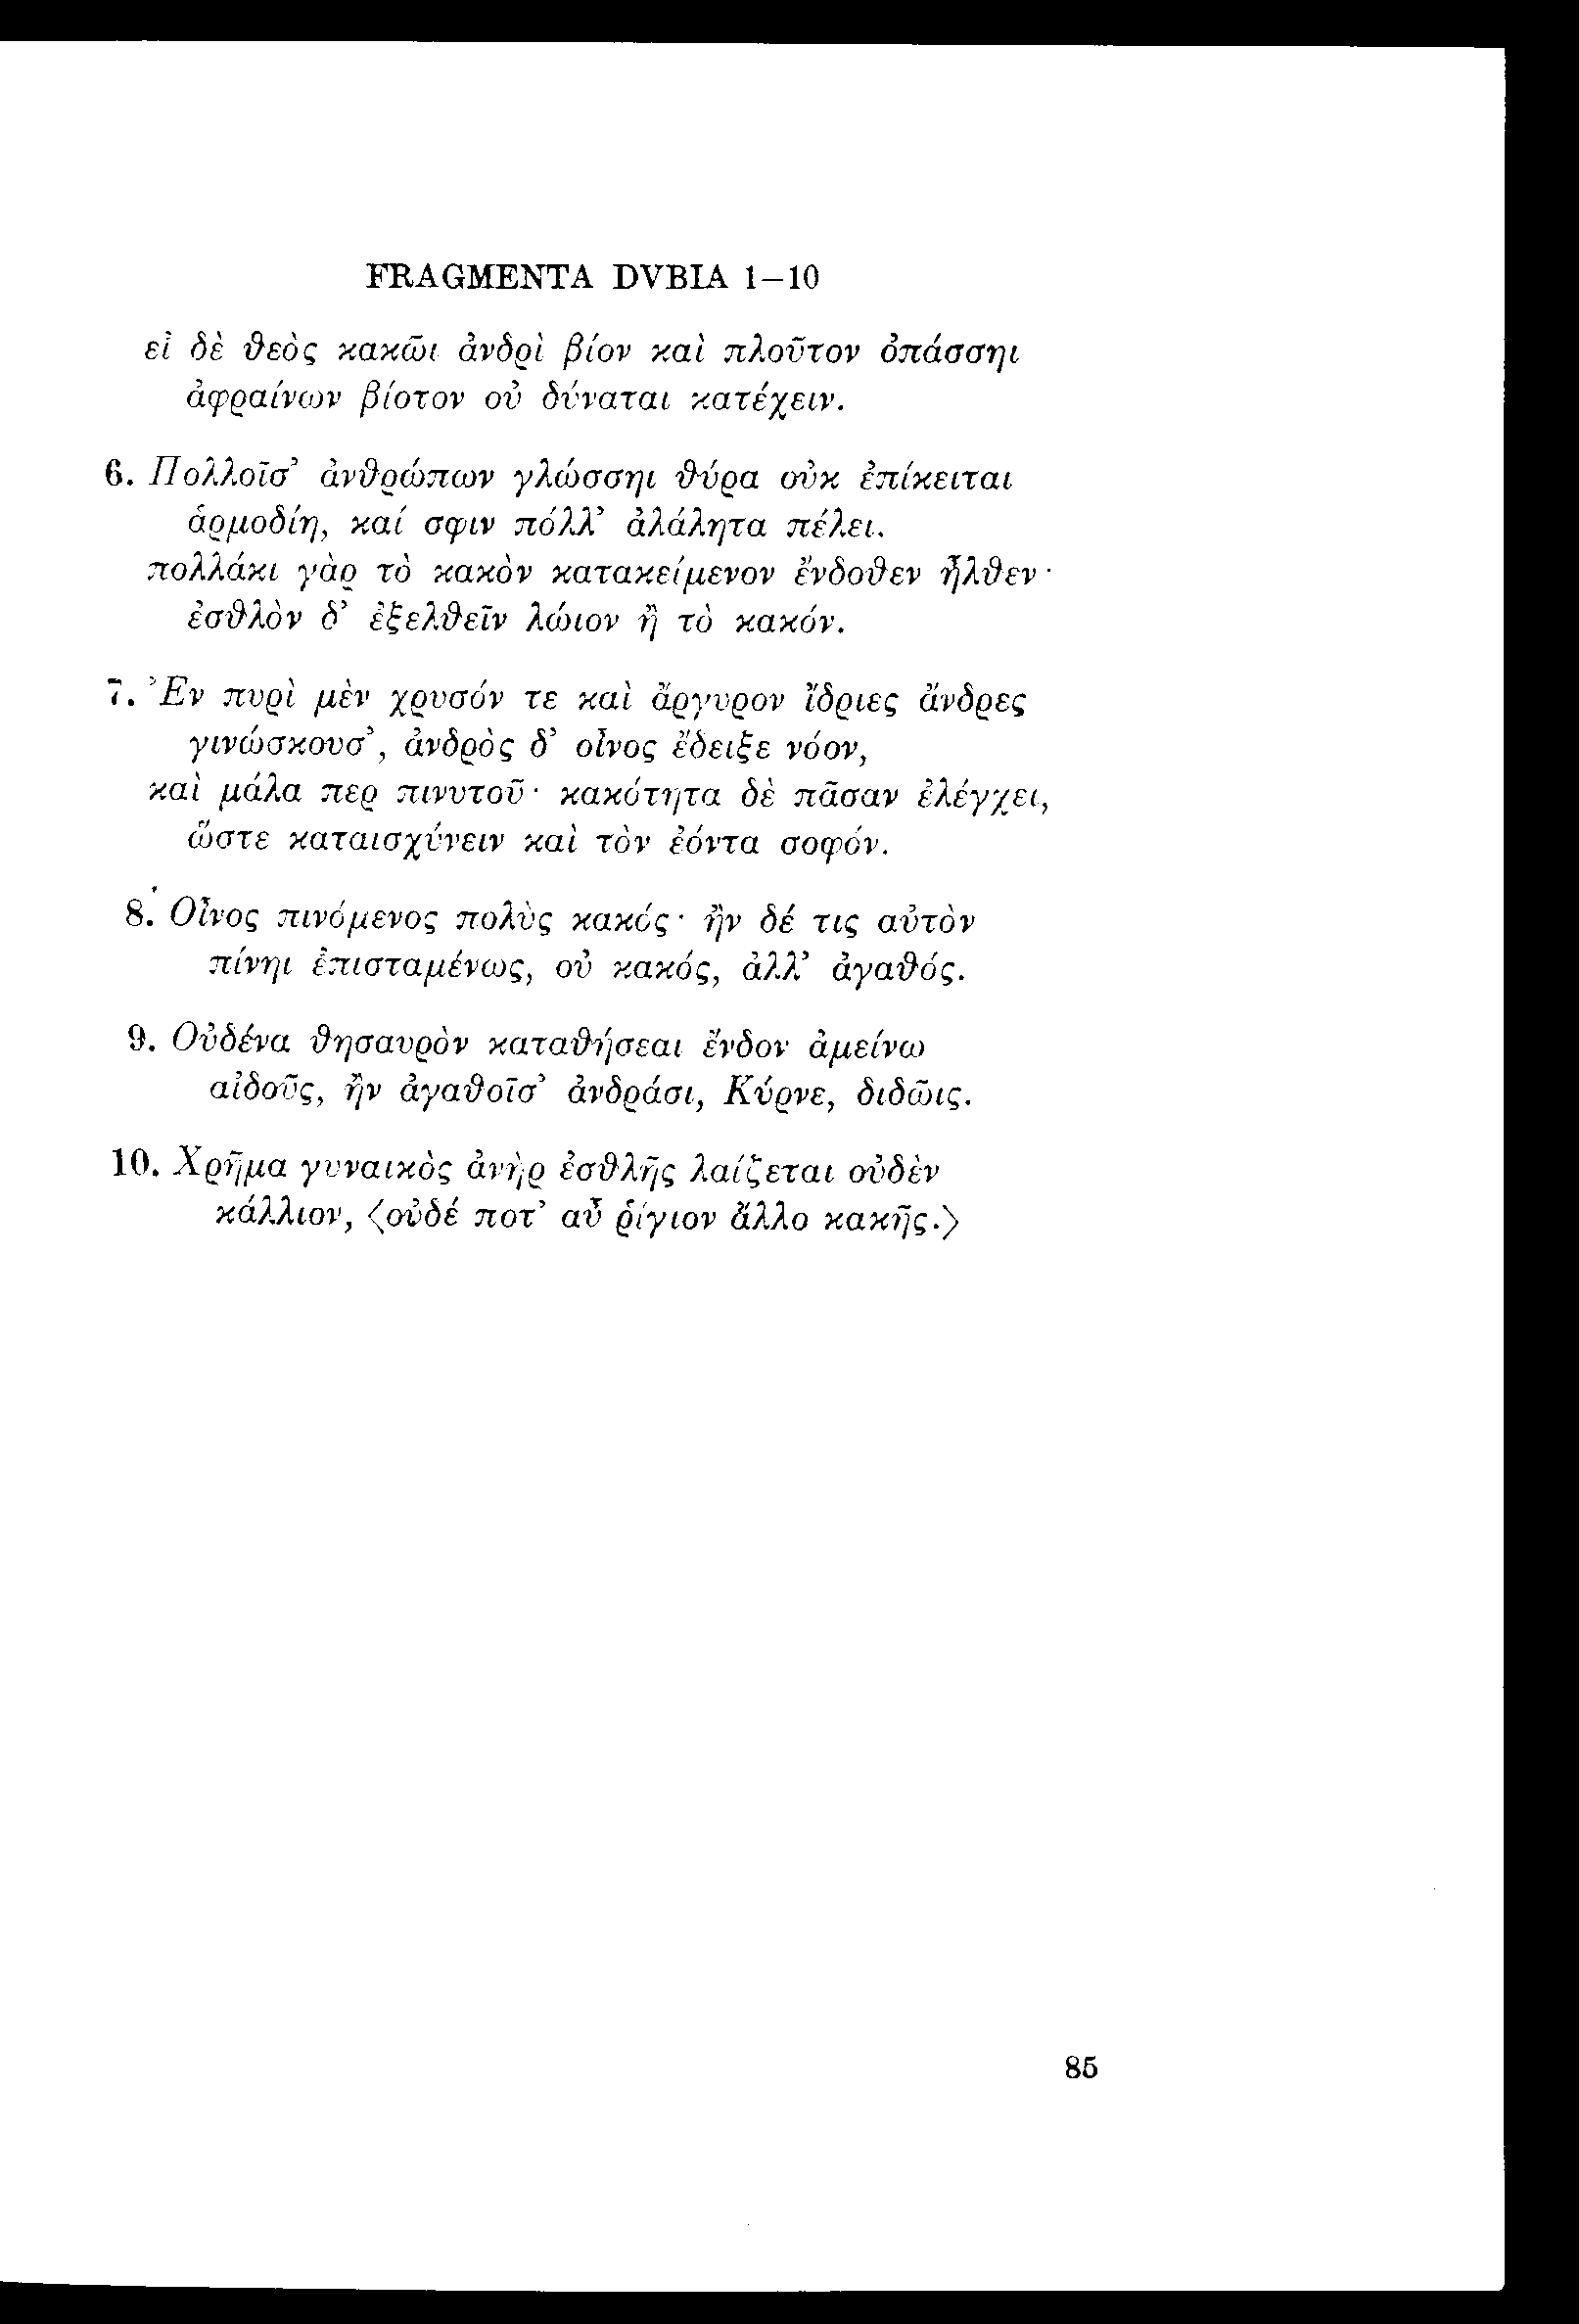 FRAGMENTA DVBIA 1–10
εἰ δὲ θεὸς κακῶι ἀνδρὶ βίον καὶ πλοῦτον ὀπάσσηι
ἀφραίνων βίοτον οὐ δύναται κατέχειν.
6. Πολλοῖσ’ ἀνθρώπων γλώσσηι θύρα οὐκ ἐπίκειται
ἁρμοδίη, καί σφιν πόλλ’ ἀλάλητα πέλει.
πολλάκι γὰρ τὸ κακὸν κατακείμενον ἔνδοθεν ἦλθεν·
ἐσθλὸν δ’ ἐξελθεῖν λώιον ἢ τὸ κακόν.
7. Ἐν πυρὶ μὲν χρυσόν τε καὶ ἄργυρον ἴδριες ἄνδρες
γινώσκουσ’, ἀνδρὸς δ’ οἶνος ἔδειξε νόον,
καὶ μάλα περ πινυτοῦ· κακότητα δὲ πᾶσαν ἐλέγχει,
ὥστε καταισχύνειν καὶ τὸν ἐόντα σοφόν.
8. Οἶνος πινόμενος πολὺς κακός· ἢν δέ τις αὐτὸν
πίνηι ἐπισταμένως, οὐ κακός, ἀλλ’ ἀγαθός.
9. Οὐδένα θησαυρὸν καταθήσεαι ἔνδον ἀμείνω
αἰδοῦς, ἢν ἀγαθοῖσ’ ἀνδράσι, Κύρνε, διδῶις.
10. Χρῆμα γυναικὸς ἀνὴρ ἐσθλῆς λαίζεται οὐδὲν
κάλλιον, ⟨οὐδέ ποτ’ αὖ ῥίγιον ἄλλο κακῆς.⟩
85